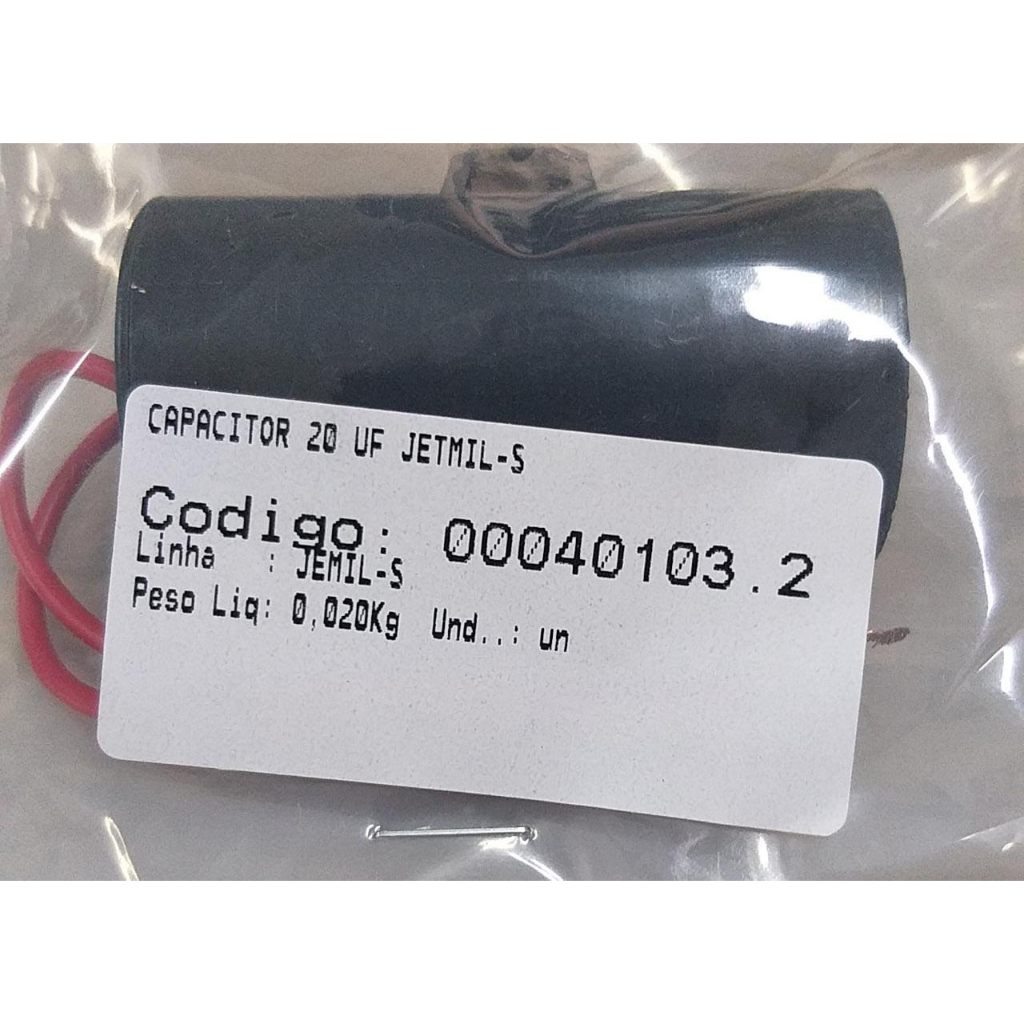 CAPACITOR 20 UF JETMIL-S
Codigo: 00040103.2
Linha : JEMIL-S
Peso Liq: 0,020Kg Und..: un